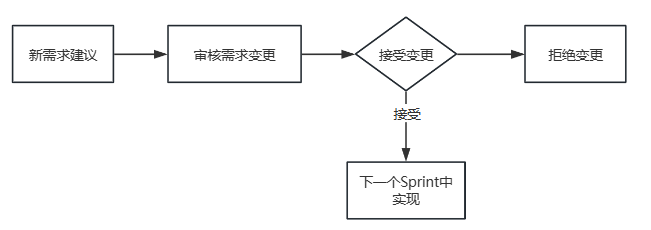 新需求建议
审核需求变更
接受变更
拒绝变更
接受
下一个Sprint中
实现